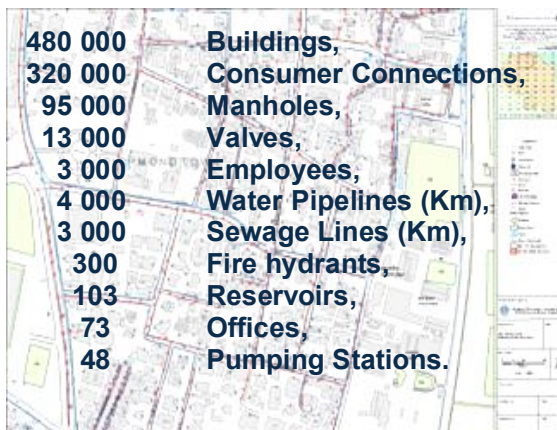 480 000 Buildings,
320 000 Consumer Connections,
95 000 Manholes,
13 000 Valves,
3 000 Employees,
4 000 Water Pipelines (Km),
3 000 Sewage Lines (Km),
300 Fire hydrants,
103 Reservoirs,
73 Offices,
48 Pumping Stations.